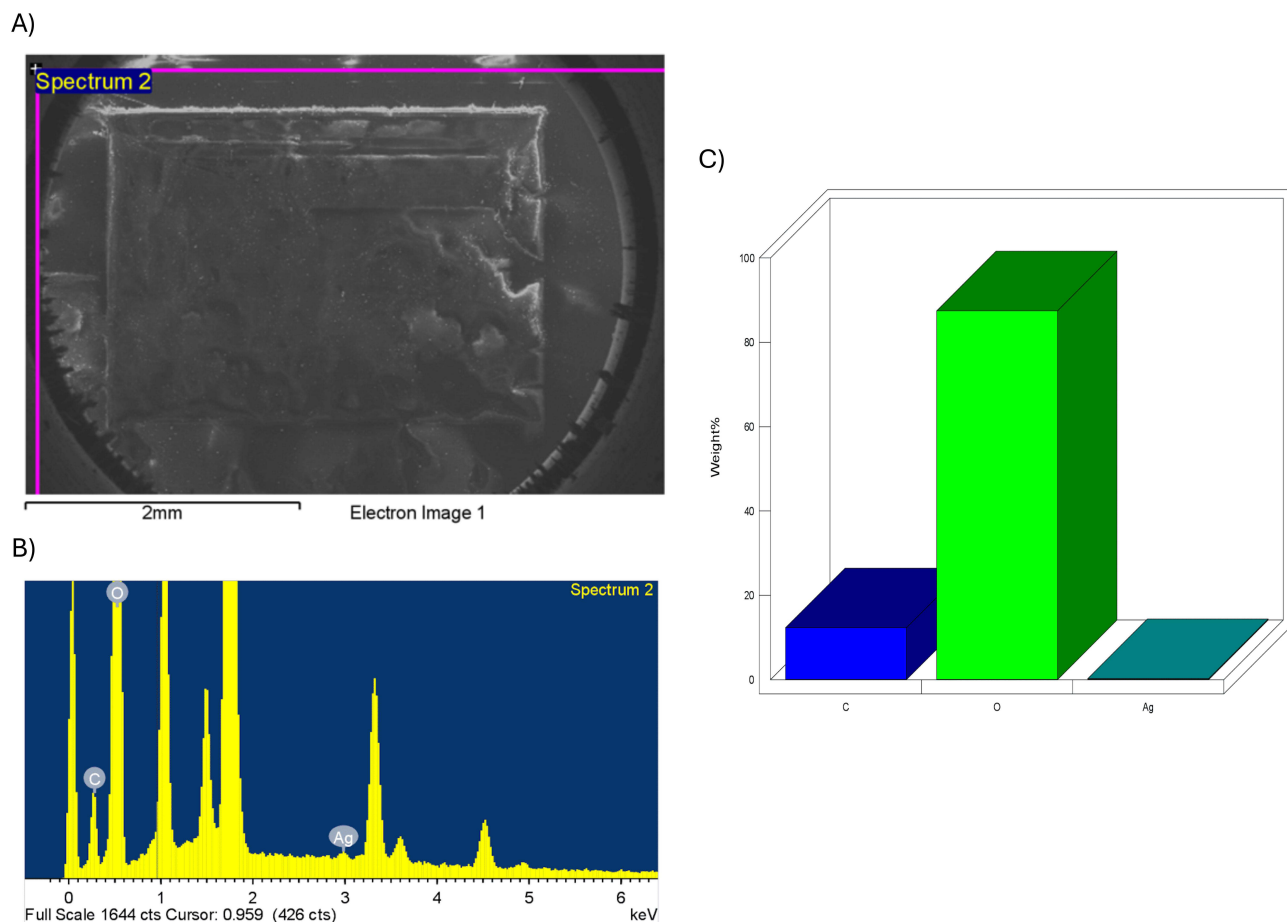 A)
Spectrum 2
2mm
Electron Image 1
B)
Spectrum 2
O
C
Ag
0 1 2 3 4 5 6
Full Scale 1644 cts Cursor: 0.959 (426 cts) keV
C)
100
80
60
40
20
0
Weight%
C O Ag